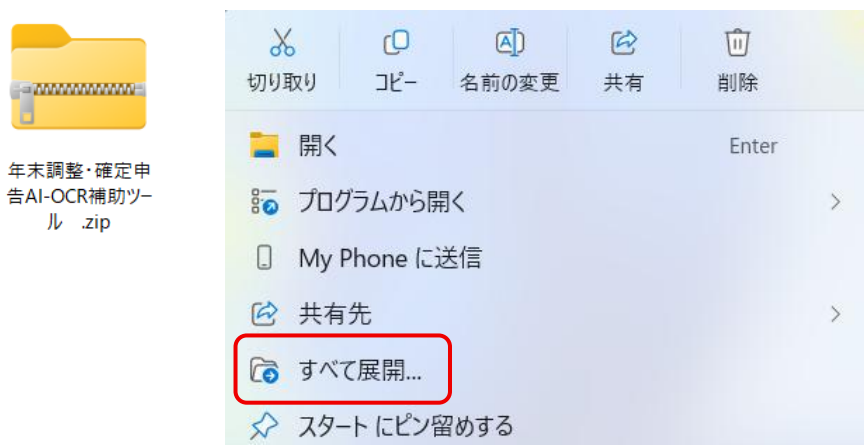 年末調整・確定申
告AI-OCR補助ツー
ル　.zip
切り取り
コピー
名前の変更
共有
削除
開く
Enter
プログラムから開く
My Phone に送信
共有先
すべて展開...
スタート にピン留めする